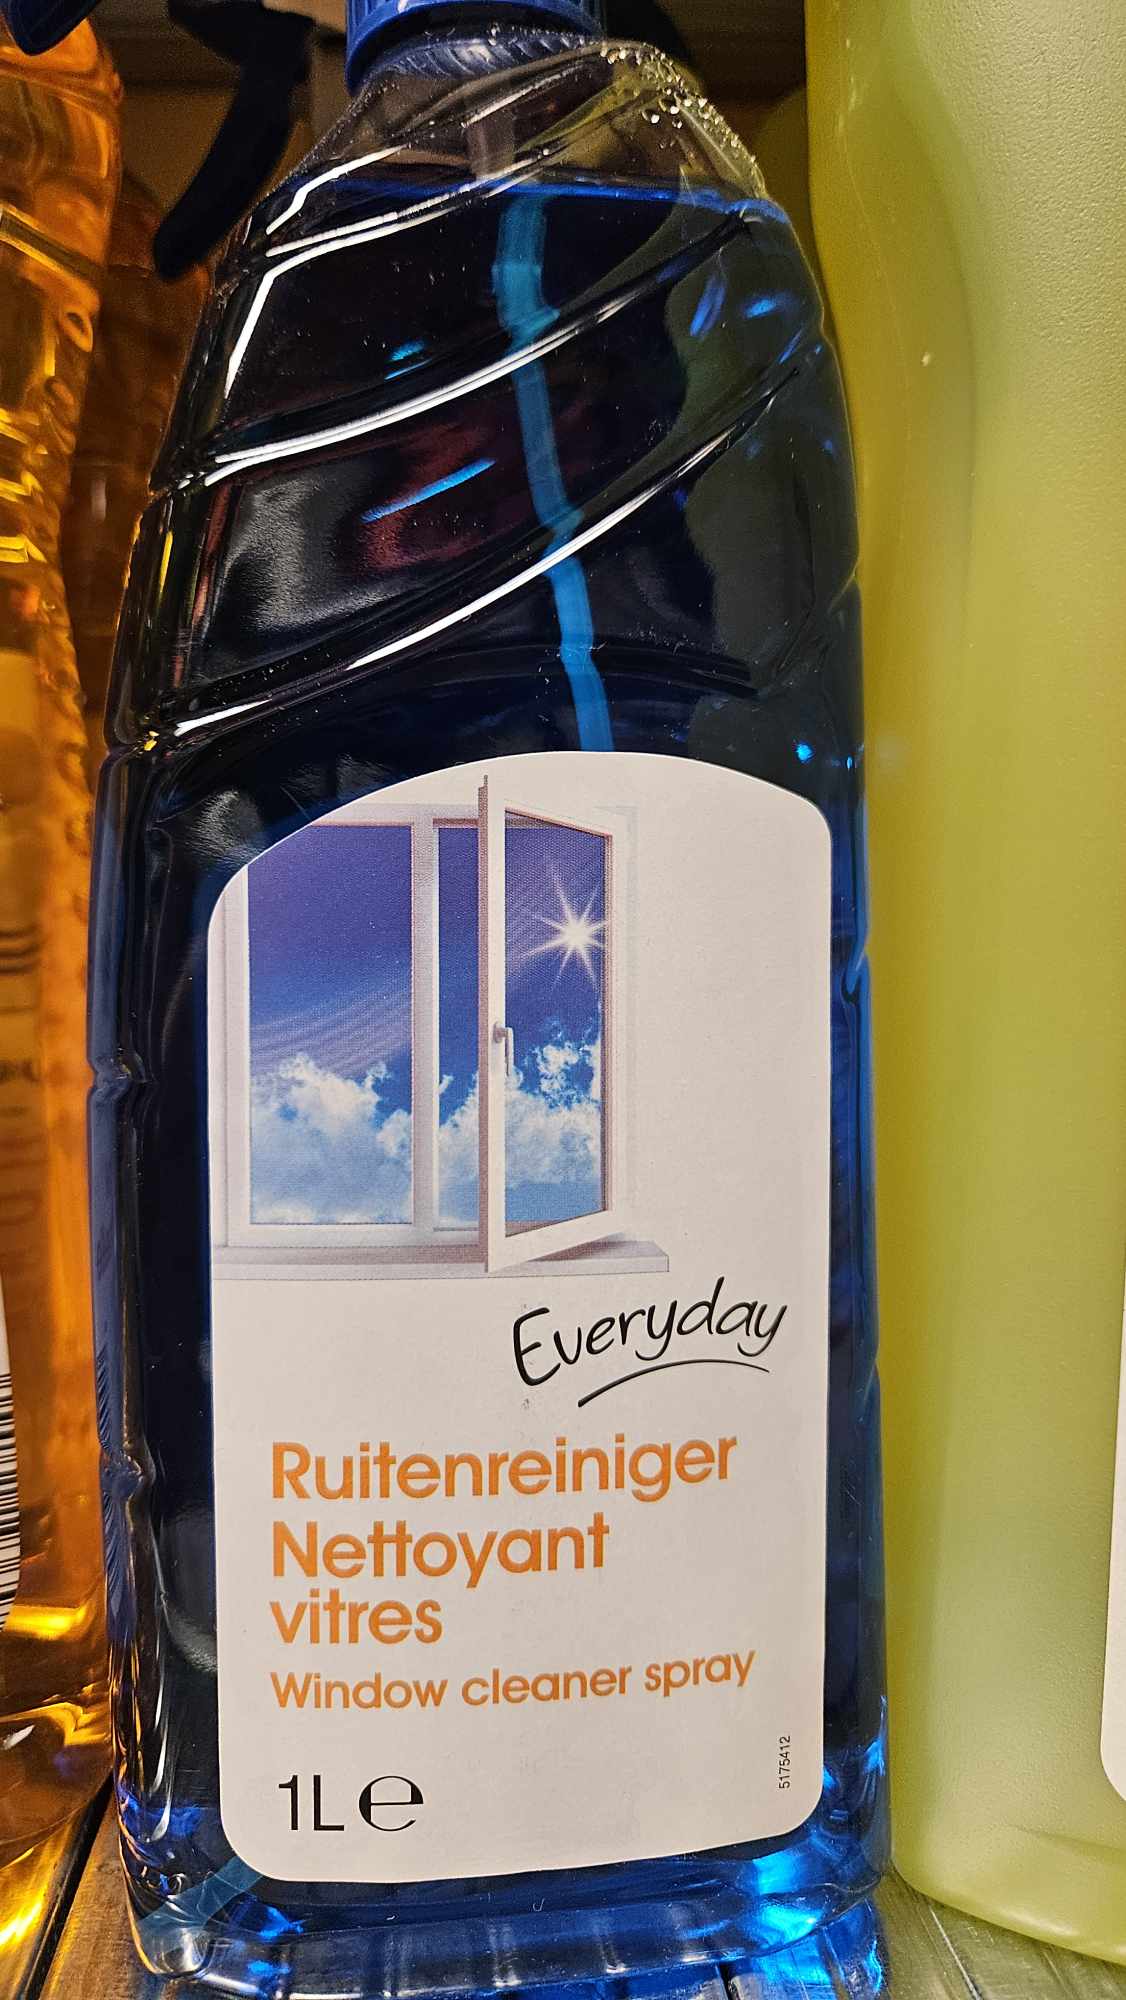 Everyday
Ruitenreiniger
Nettoyant
vitres
Window cleaner spray
1L e
5175412